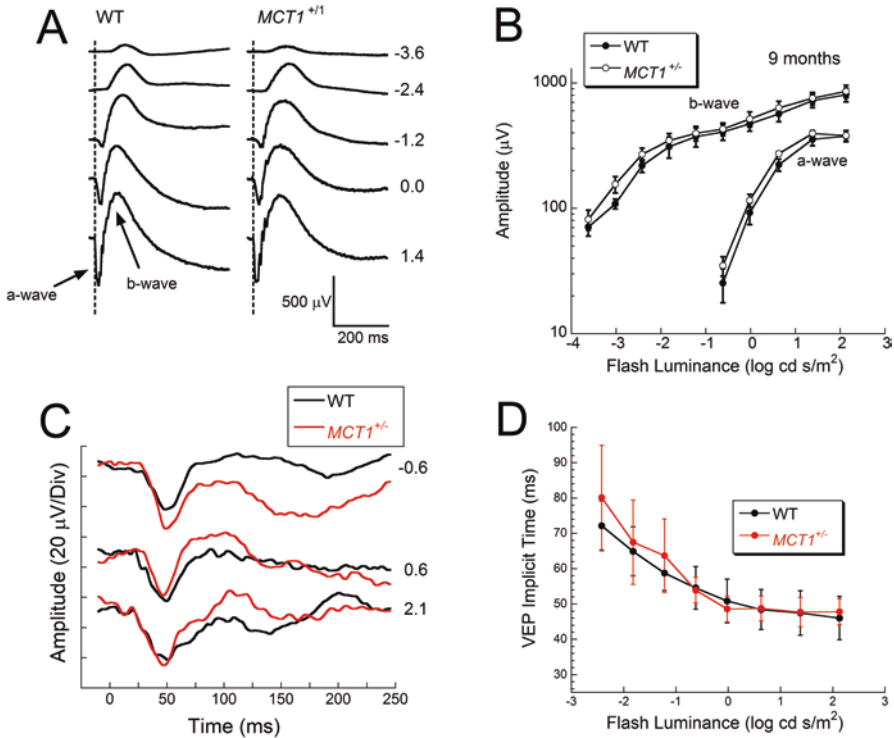 A
WT
MCT1+/1
-3.6
-2.4
-1.2
0.0
1.4
a-wave
b-wave
500 µV
200 ms
B
WT
MCT1+/-
9 months
b-wave
a-wave
1000
100
10
Amplitude (µV)
-4 -3 -2 -1 0 1 2 3
Flash Luminance (log cd s/m2)
C
WT
MCT1+/-
-0.6
0.6
2.1
Amplitude (20 µV/Div)
0 50 100 150 200 250
Time (ms)
D
WT
MCT1+/-
100
90
80
70
60
50
40
30
VEP Implicit Time (ms)
-3 -2 -1 0 1 2 3
Flash Luminance (log cd s/m2)